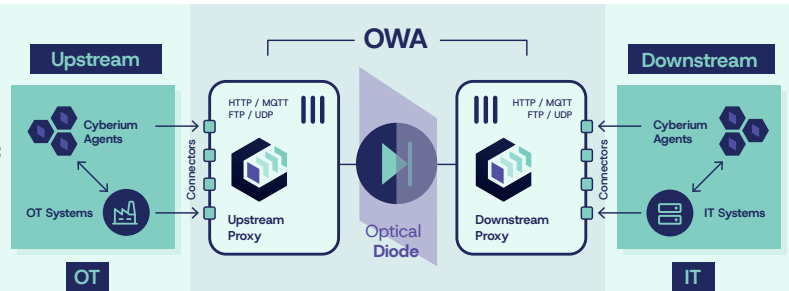 OWA
Upstream
Downstream
HTTP / MQTT
FTP / UDP
HTTP / MQTT
FTP / UDP
Cyberium
Agents
Connectors
Connectors
Cyberium
Agents
OT Systems
Upstream
Proxy
Optical
Diode
Downstream
Proxy
IT Systems
OT
IT